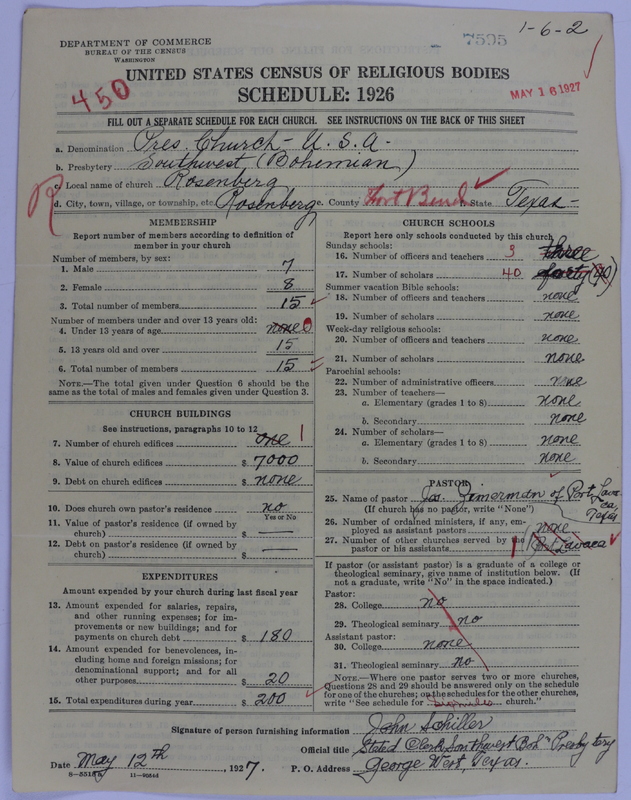 1-6-2
7595
DEPARTMENT OF COMMERCE
BUREAU OF THE CENSUS
WASHINGTON
UNITED STATES CENSUS OF RELIGIOUS BODIES
SCHEDULE: 1926
450
MAY 16 1927
FILL OUT A SEPARATE SCHEDULE FOR EACH CHURCH. SEE INSTRUCTIONS ON THE BACK OF THIS SHEET
a. Denomination Pres. Church - U.S.A.-
b. Presbytery Southwest (Bohemian)
c. Local name of church Rosenberg
d. City, town, village, or township, etc. Rosenberg e. County Fort Bend f. State Texas -
MEMBERSHIP
Report number of members according to definition of
member in your church
Number of members, by sex:
1. Male 7
2. Female 8
3. Total number of members 15
Number of members under and over 13 years old:
4. Under 13 years of age none 0
5. 13 years old and over 15
6. Total number of members 15
NOTE.—The total given under Question 6 should be the
same as the total of males and females given under Question 3.
CHURCH BUILDINGS
See instructions, paragraphs 10 to 12
7. Number of church edifices one 1
8. Value of church edifices $ 7000
9. Debt on church edifices $ none
10. Does church own pastor's residence no
Yes or No
11. Value of pastor's residence (if owned by
church) $ —
12. Debt on pastor's residence (if owned by
church) $ —
EXPENDITURES
Amount expended by your church during last fiscal year
13. Amount expended for salaries, repairs,
and other running expenses; for im-
provements or new buildings; and for
payments on church debt $ 180
14. Amount expended for benevolences, in-
cluding home and foreign missions; for
denominational support; and for all
other purposes $ 20
15. Total expenditures during year $ 200
CHURCH SCHOOLS
Report here only schools conducted by this church
Sunday schools:
16. Number of officers and teachers 3 three
17. Number of scholars 40 forty (40)
Summer vacation Bible schools:
18. Number of officers and teachers none
19. Number of scholars none
Week-day religious schools:
20. Number of officers and teachers none
21. Number of scholars none
Parochial schools:
22. Number of administrative officers none
23. Number of teachers—
a. Elementary (grades 1 to 8) none
b. Secondary none
24. Number of scholars—
a. Elementary (grades 1 to 8) none
b. Secondary none
PASTOR
25. Name of pastor of Port Lavaca Texas
(If church has no pastor, write "None")
26. Number of ordained ministers, if any, em-
ployed as assistant pastors none
27. Number of other churches served by the
pastor or his assistants 1 (Port Lavaca
If pastor (or assistant pastor) is a graduate of a college or
theological seminary, give name of institution below. (If
not a graduate, write "No" in the space indicated.)
Pastor:
28. College no
29. Theological seminary no
Assistant pastor:
30. College none
31. Theological seminary no
NOTE.—Where one pastor serves two or more churches,
Questions 28 and 29 should be answered only on the schedule
for one of the churches; on the schedules for the other churches,
write "See schedule for church."
Signature of person furnishing information John Schiller
Official title Stated Clerk Southwest Boh'n Presbytery
Date May 12th, 1927. P. O. Address George West, Texas.